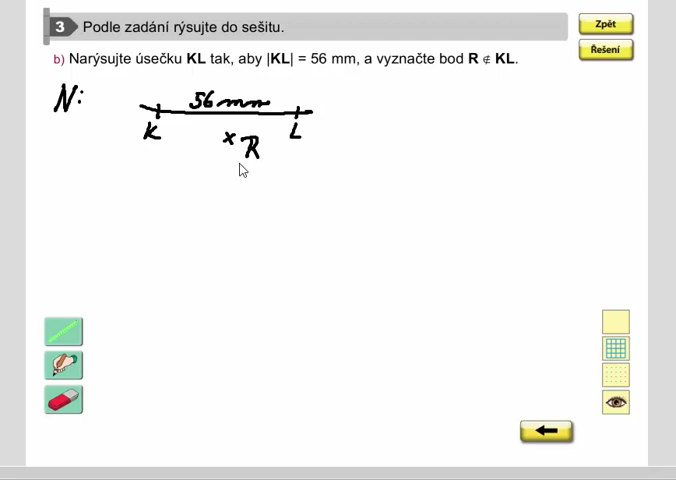 3 Podle zadání rýsujte do sešitu.
Zpět
Řešení
b) Narýsujte úsečku KL tak, aby |KL| = 56 mm, a vyznačte bod R ∉ KL.
N:
56 mm
K
L
x R